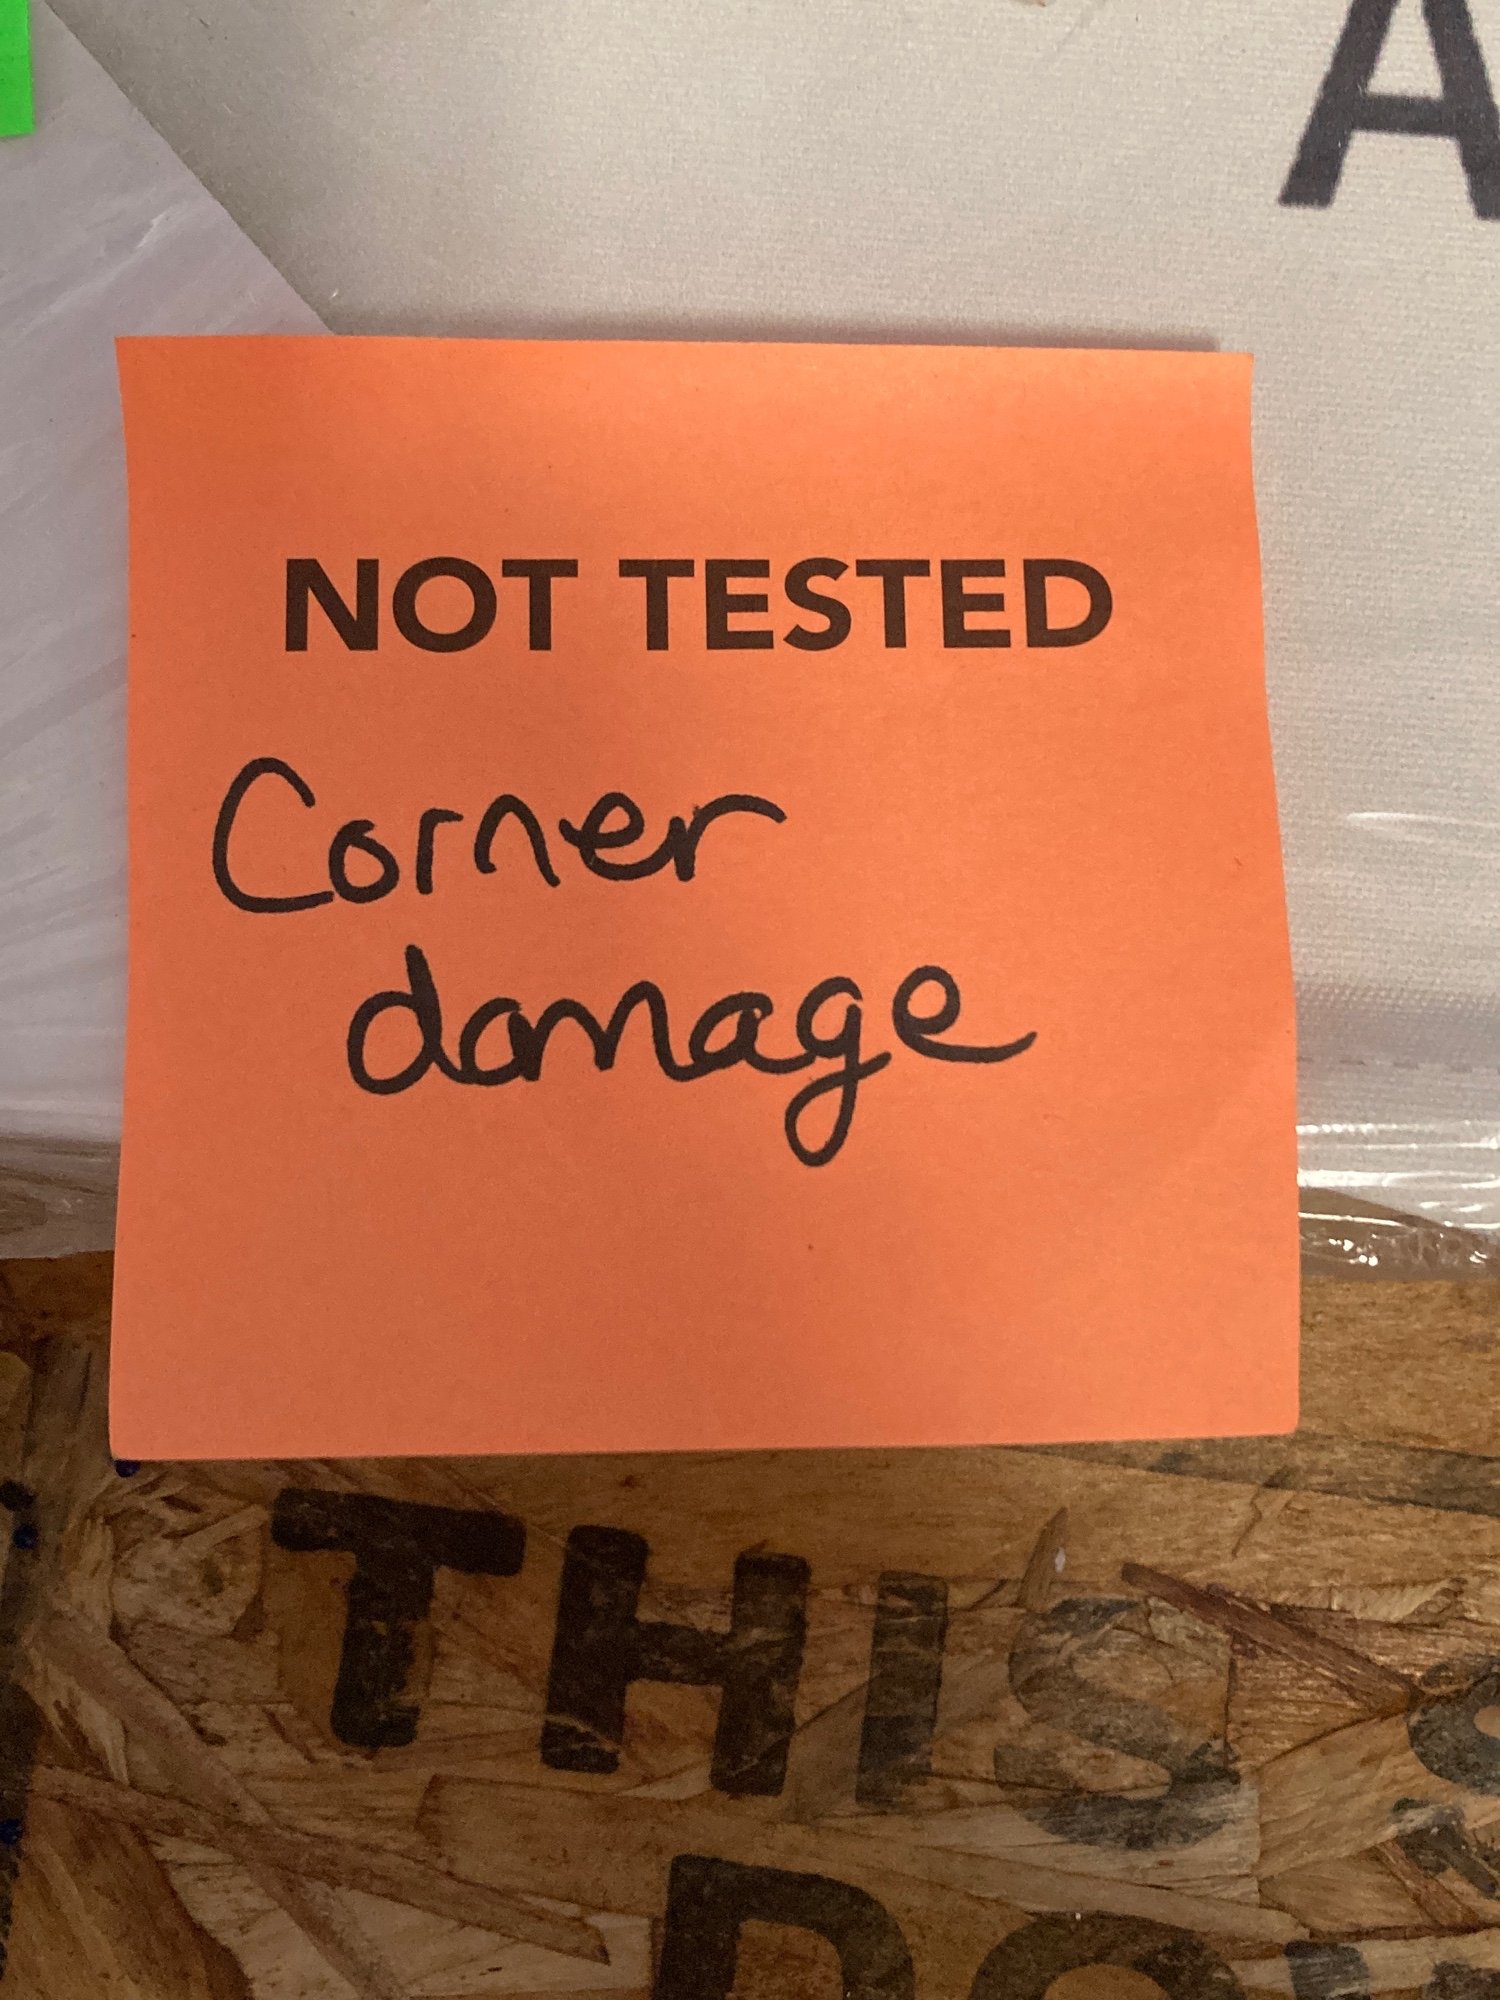 A
NOT TESTED
Corner
damage
THIS